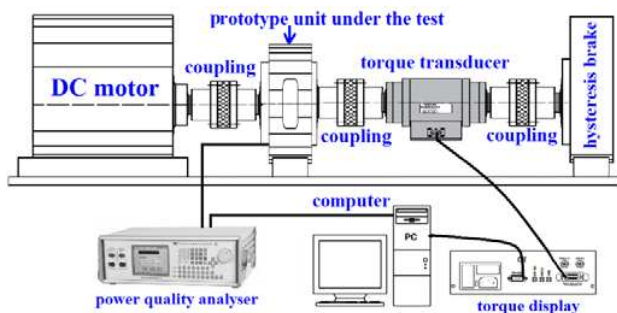 prototype unit under the test
DC motor
coupling
torque transducer
coupling
coupling
hysteresis brake
computer
PC
power quality analyser
torque display